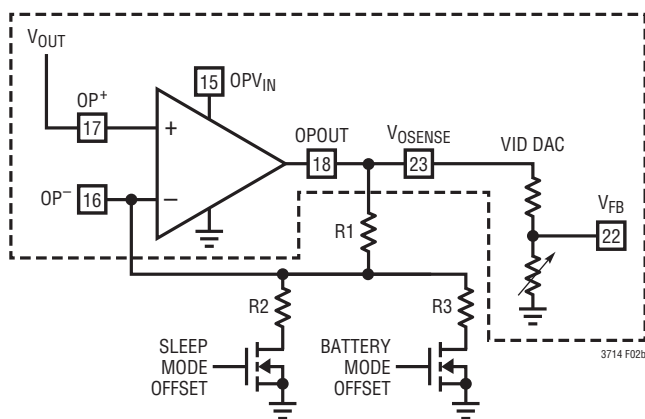 VOUT
15
OPVIN
OP+
17
+
OPOUT
18
VOSENSE
23
VID DAC
OP−
16
−
VFB
22
R1
R2
R3
SLEEP
MODE
OFFSET
BATTERY
MODE
OFFSET
3714 F02b